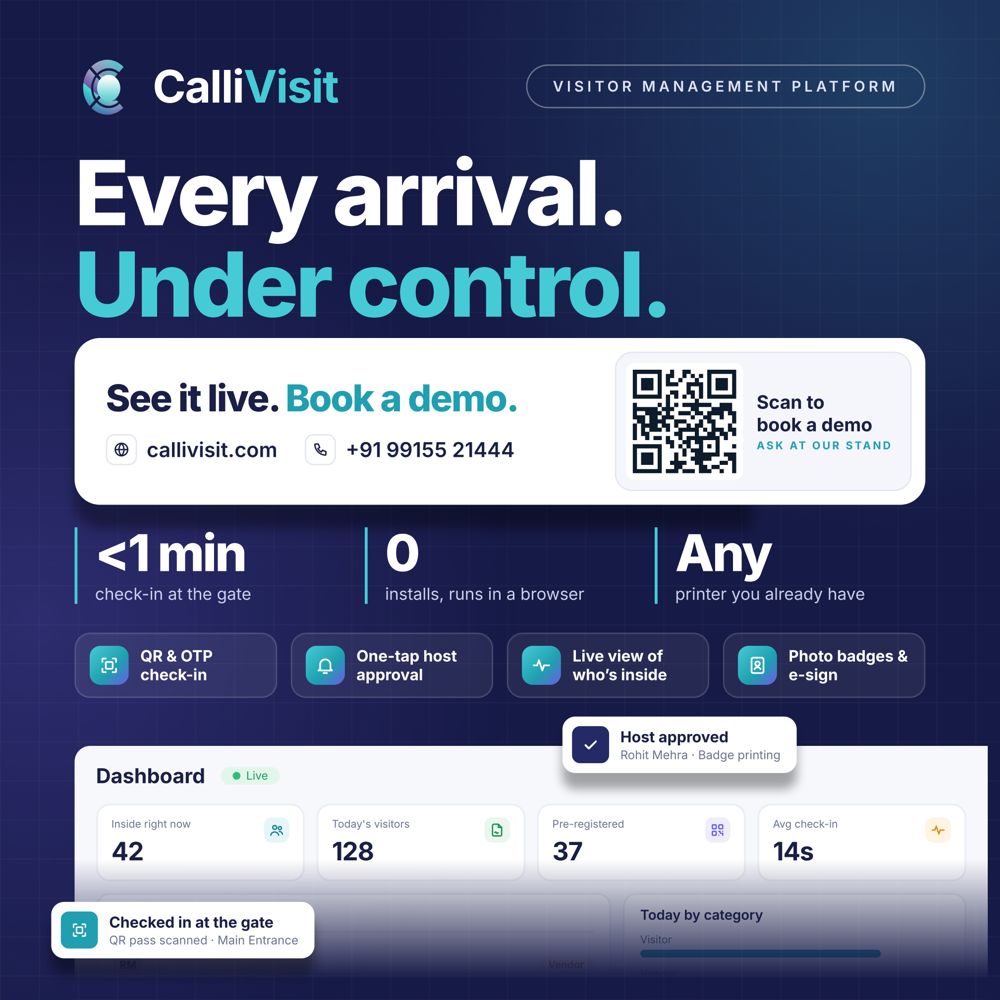 CalliVisit
VISITOR MANAGEMENT PLATFORM
Every arrival.
Under control.
See it live. Book a demo.
callivisit.com
+91 99155 21444
Scan to
book a demo
ASK AT OUR STAND
<1 min
check-in at the gate
0
installs, runs in a browser
Any
printer you already have
QR & OTP
check-in
One-tap host
approval
Live view of
who's inside
Photo badges &
e-sign
Host approved
Rohit Mehra · Badge printing
Dashboard
Live
Inside right now
42
Today's visitors
128
Pre-registered
37
Avg check-in
14s
Checked in at the gate
QR pass scanned · Main Entrance
Today by category
Visitor
RM
Vendor